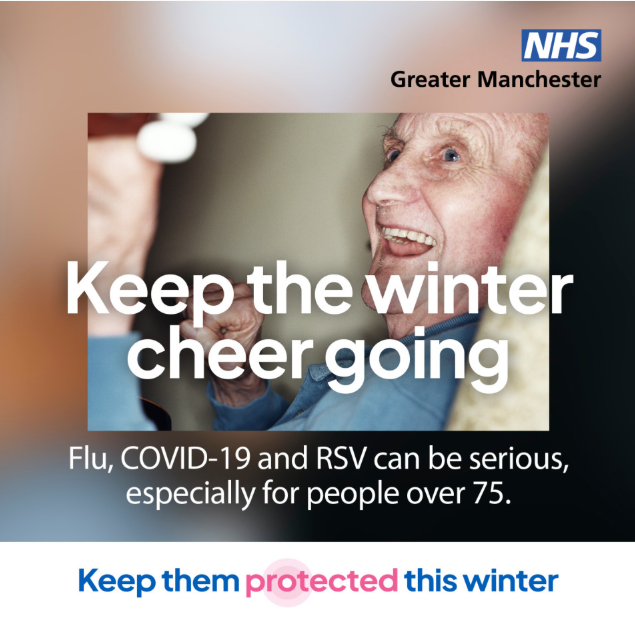 NHS
Greater Manchester
Keep the winter
cheer going
Flu, COVID-19 and RSV can be serious,
especially for people over 75.
Keep them protected this winter